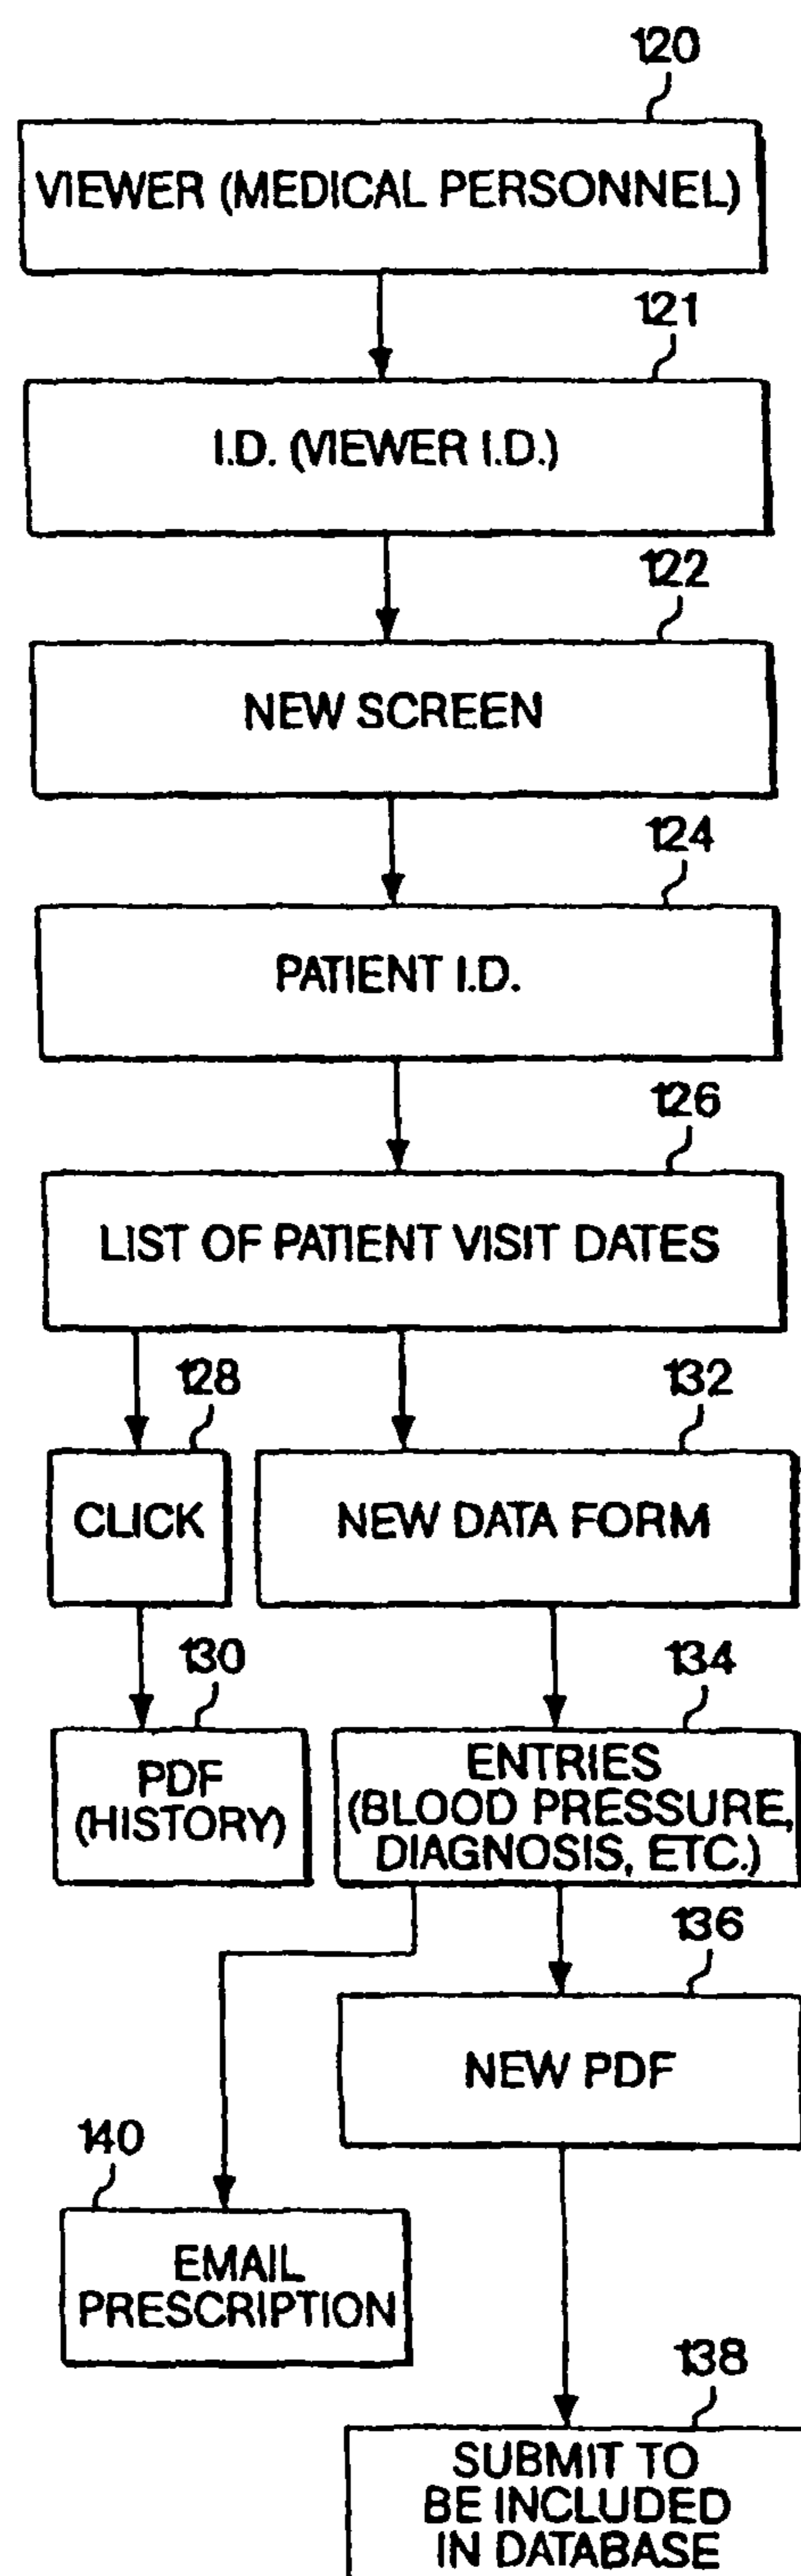 120
VIEWER (MEDICAL PERSONNEL)
121
I.D. (VIEWER I.D.)
122
NEW SCREEN
124
PATIENT I.D.
126
LIST OF PATIENT VISIT DATES
128
132
CLICK
NEW DATA FORM
130
134
PDF
(HISTORY)
ENTRIES
(BLOOD PRESSURE,
DIAGNOSIS, ETC.)
136
NEW PDF
140
EMAIL
PRESCRIPTION
138
SUBMIT TO
BE INCLUDED
IN DATABASE